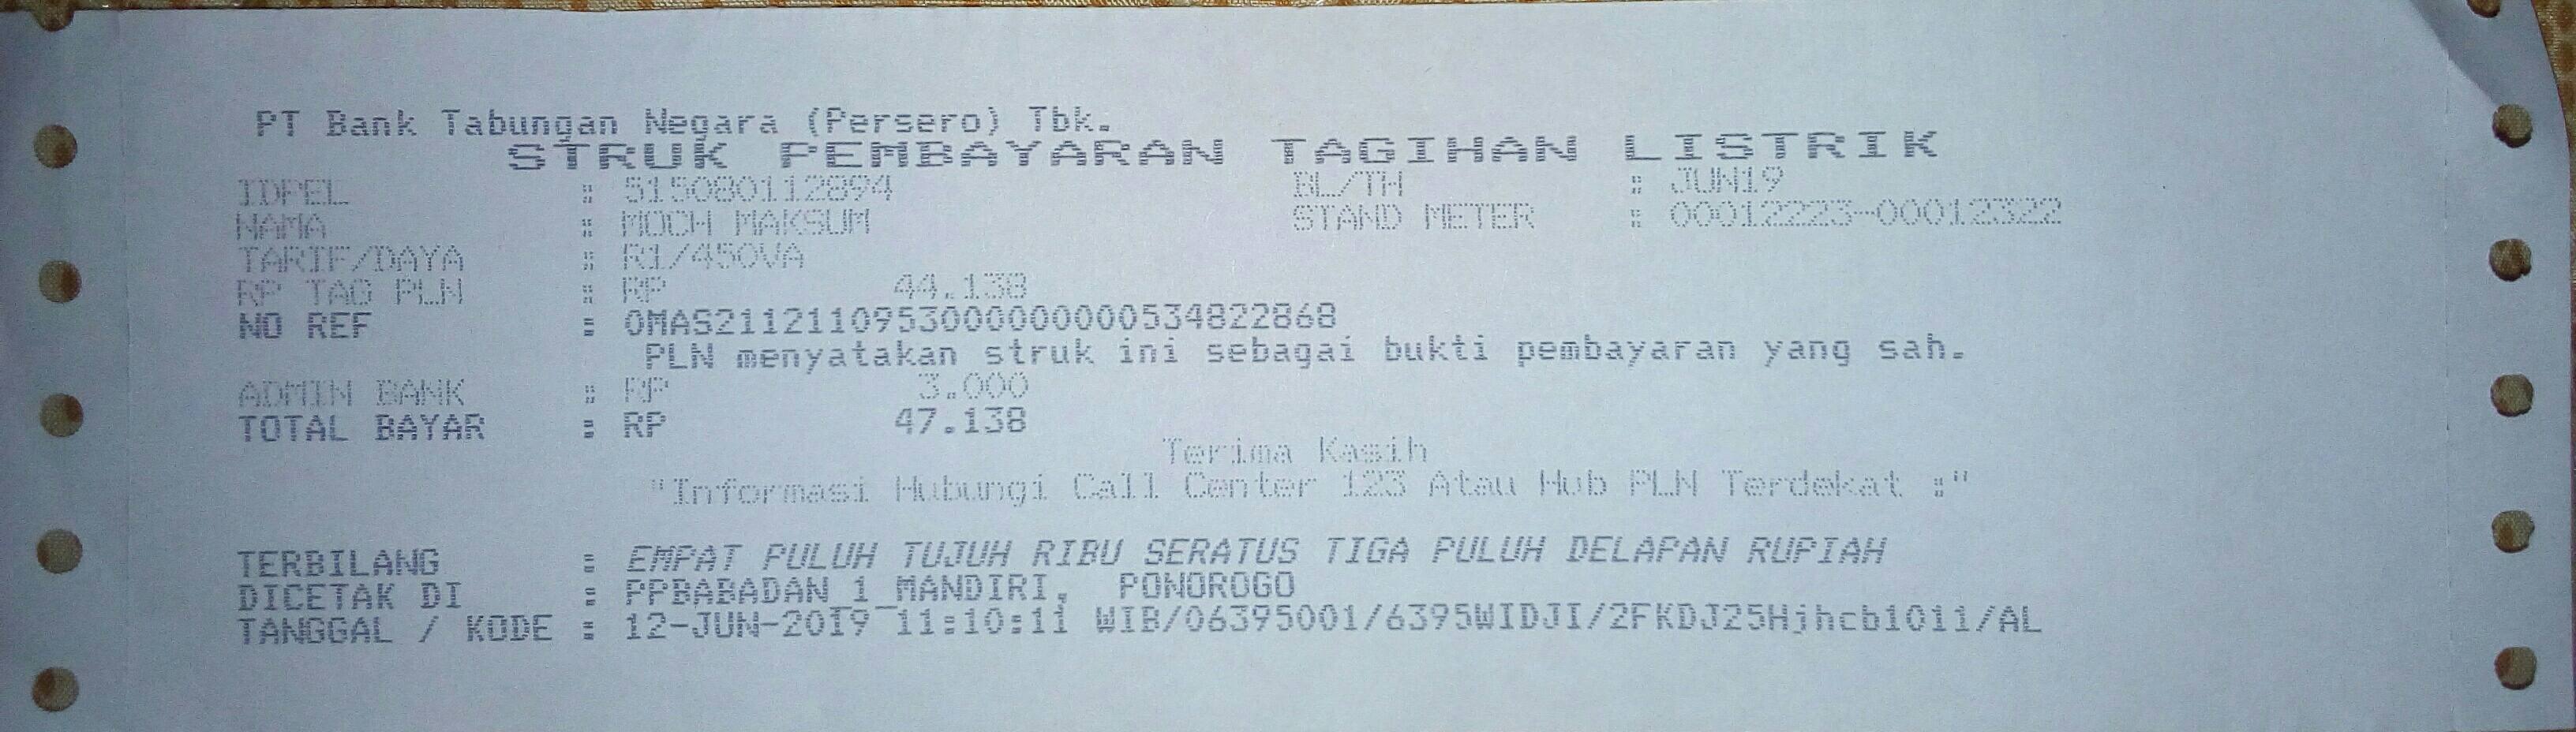 PT Bank Tabungan Negara (Persero) Tbk.
STRUK PEMBAYARAN TAGIHAN LISTRIK
IDPEL : 515080112894 BL/TH : JUN19
NAMA : MOCH MAKSUM STAND METER : 00012223-00012322
TARIF/DAYA : R1/450VA
RP TAG PLN : RP 44.138
NO REF : 0MAS21121109530000000000534822868
PLN menyatakan struk ini sebagai bukti pembayaran yang sah.
ADMIN BANK : RP 3.000
TOTAL BAYAR : RP 47.138
Terima Kasih
"Informasi Hubungi Call Center 123 Atau Hub PLN Terdekat :"
TERBILANG : EMPAT PULUH TUJUH RIBU SERATUS TIGA PULUH DELAPAN RUPIAH
DICETAK DI : PPBABADAN_1_MANDIRI, PONOROGO
TANGGAL / KODE : 12-JUN-2019 11:10:11 WIB/06395001/6395WIDJI/2FKDJ25Hjhcb1011/AL